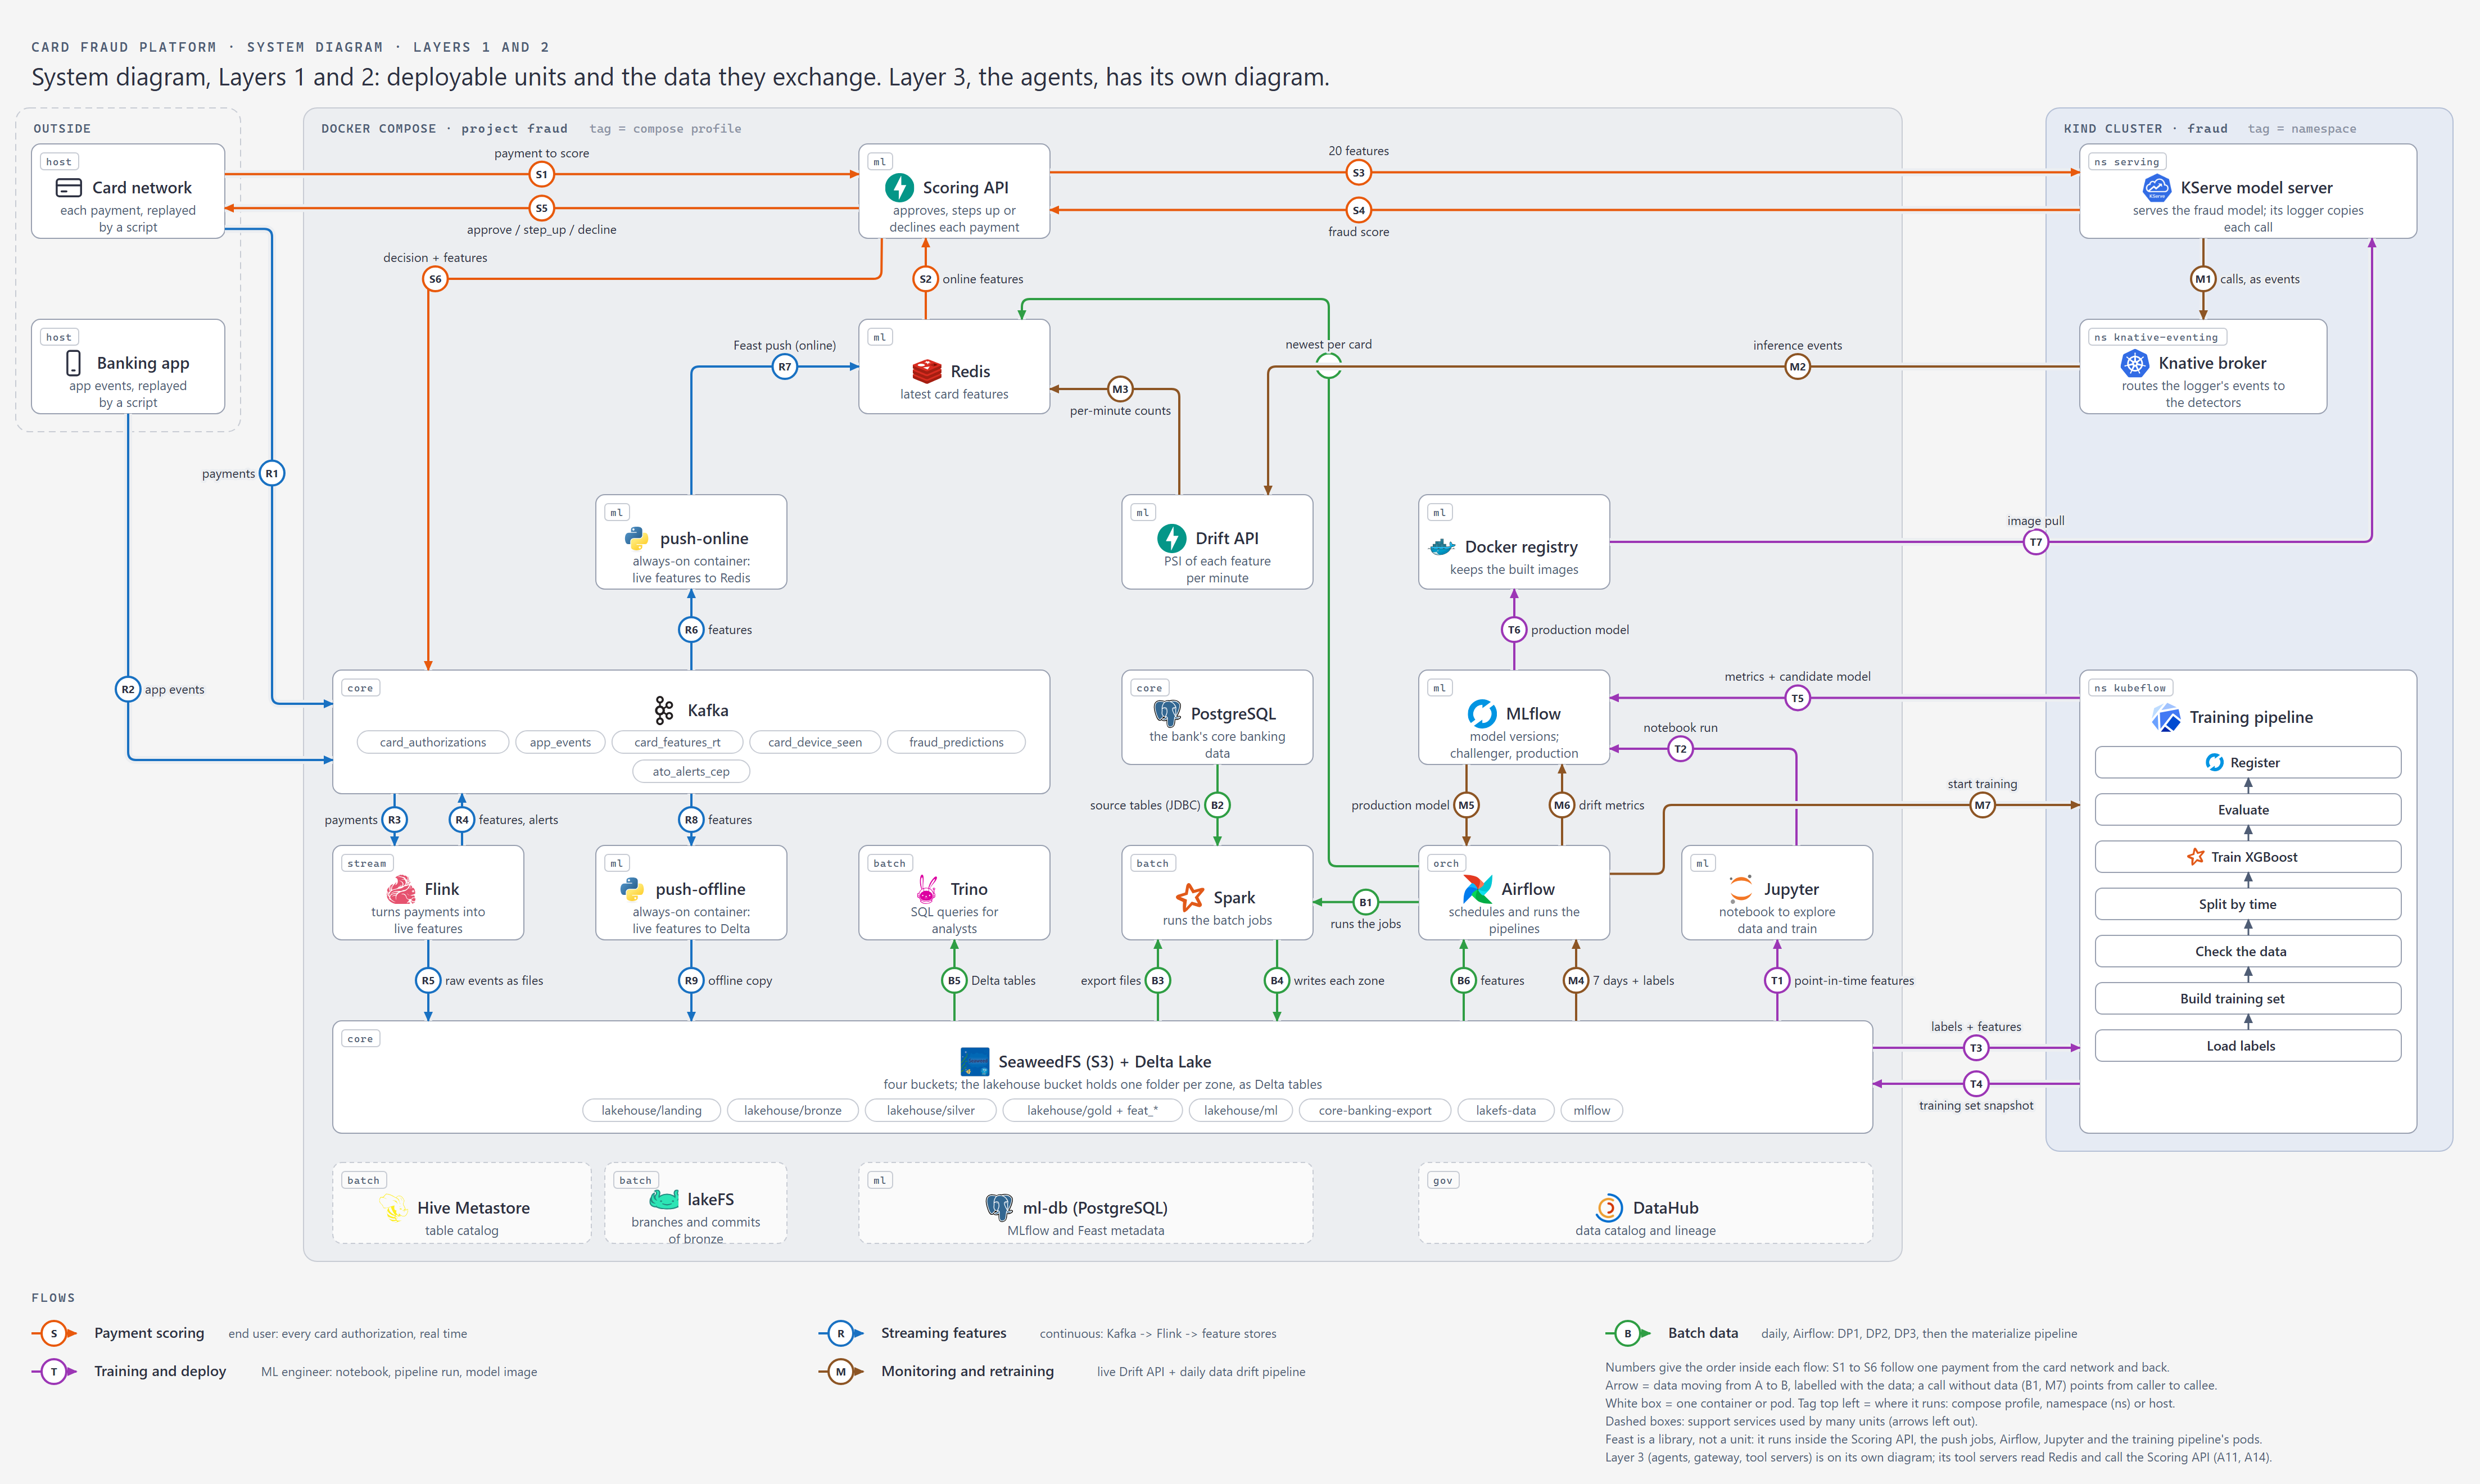 CARD FRAUD PLATFORM · SYSTEM DIAGRAM · LAYERS 1 AND 2
System diagram, Layers 1 and 2: deployable units and the data they exchange. Layer 3, the agents, has its own diagram.
OUTSIDE
DOCKER COMPOSE · project fraud tag = compose profile
KIND CLUSTER · fraud tag = namespace
host
Card network
each payment, replayed
by a script
payment to score
S1
S5
approve / step_up / decline
ml
Scoring API
approves, steps up or
declines each payment
20 features
S3
S4
fraud score
ns serving
KServe model server
serves the fraud model; its logger copies
each call
decision + features
S6
S2
online features
M1
calls, as events
host
Banking app
app events, replayed
by a script
Feast push (online)
R7
ml
Redis
latest card features
M3
per-minute counts
newest per card
inference events
M2
ns knative-eventing
Knative broker
routes the logger's events to
the detectors
payments
R1
ml
push-online
always-on container:
live features to Redis
ml
Drift API
PSI of each feature
per minute
ml
Docker registry
keeps the built images
image pull
T7
R6
features
T6
production model
R2
app events
core
Kafka
card_authorizations
app_events
card_features_rt
card_device_seen
fraud_predictions
ato_alerts_cep
core
PostgreSQL
the bank's core banking
data
ml
MLflow
model versions;
challenger, production
metrics + candidate model
T5
notebook run
T2
ns kubeflow
Training pipeline
Register
Evaluate
Train XGBoost
Split by time
Check the data
Build training set
Load labels
payments
R3
R4
features, alerts
R8
features
source tables (JDBC)
B2
production model
M5
M6
drift metrics
start training
M7
stream
Flink
turns payments into
live features
ml
push-offline
always-on container:
live features to Delta
batch
Trino
SQL queries for
analysts
batch
Spark
runs the batch jobs
B1
runs the jobs
orch
Airflow
schedules and runs the
pipelines
ml
Jupyter
notebook to explore
data and train
R5
raw events as files
R9
offline copy
B5
Delta tables
export files
B3
B4
writes each zone
B6
features
M4
7 days + labels
T1
point-in-time features
core
SeaweedFS (S3) + Delta Lake
four buckets; the lakehouse bucket holds one folder per zone, as Delta tables
lakehouse/landing
lakehouse/bronze
lakehouse/silver
lakehouse/gold + feat_*
lakehouse/ml
core-banking-export
lakefs-data
mlflow
labels + features
T3
T4
training set snapshot
batch
Hive Metastore
table catalog
batch
lakeFS
branches and commits
of bronze
ml
ml-db (PostgreSQL)
MLflow and Feast metadata
gov
DataHub
data catalog and lineage
FLOWS
S
Payment scoring end user: every card authorization, real time
R
Streaming features continuous: Kafka -> Flink -> feature stores
B
Batch data daily, Airflow: DP1, DP2, DP3, then the materialize pipeline
T
Training and deploy ML engineer: notebook, pipeline run, model image
M
Monitoring and retraining live Drift API + daily data drift pipeline
Numbers give the order inside each flow: S1 to S6 follow one payment from the card network and back.
Arrow = data moving from A to B, labelled with the data; a call without data (B1, M7) points from caller to callee.
White box = one container or pod. Tag top left = where it runs: compose profile, namespace (ns) or host.
Dashed boxes: support services used by many units (arrows left out).
Feast is a library, not a unit: it runs inside the Scoring API, the push jobs, Airflow, Jupyter and the training pipeline's pods.
Layer 3 (agents, gateway, tool servers) is on its own diagram; its tool servers read Redis and call the Scoring API (A11, A14).